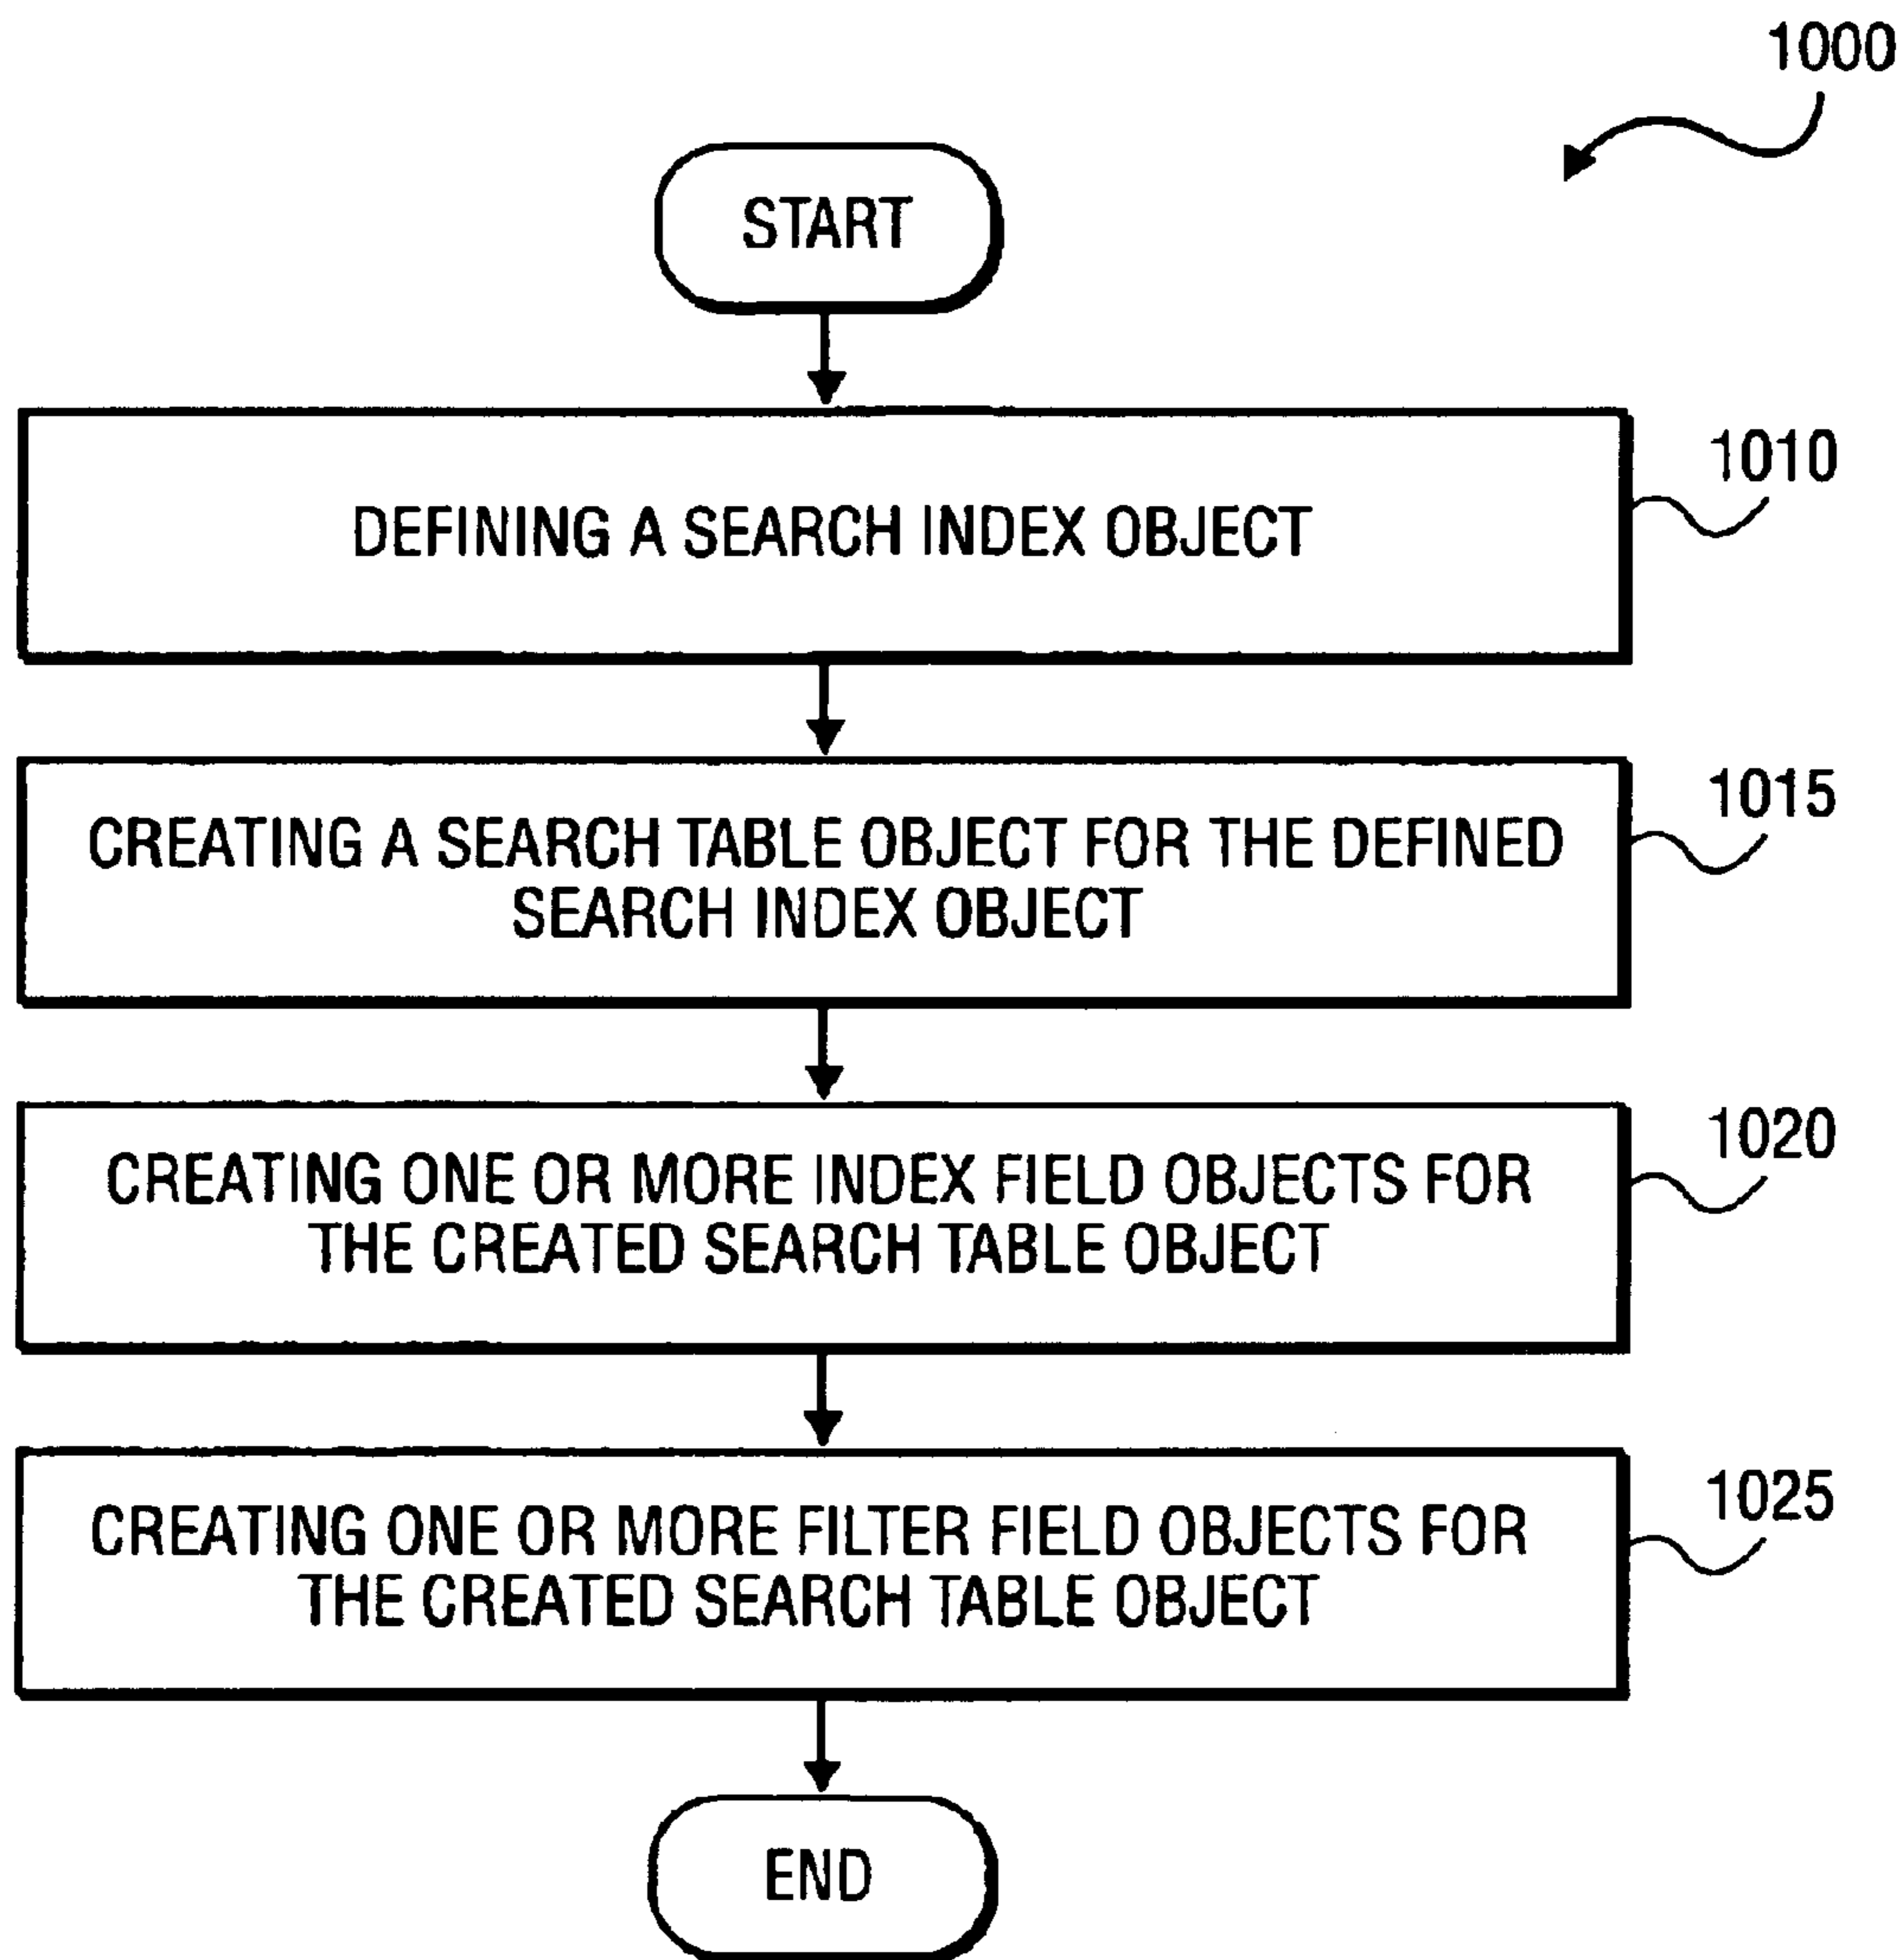 1000
START
DEFINING A SEARCH INDEX OBJECT
1010
CREATING A SEARCH TABLE OBJECT FOR THE DEFINED
SEARCH INDEX OBJECT
1015
CREATING ONE OR MORE INDEX FIELD OBJECTS FOR
THE CREATED SEARCH TABLE OBJECT
1020
CREATING ONE OR MORE FILTER FIELD OBJECTS FOR
THE CREATED SEARCH TABLE OBJECT
1025
END